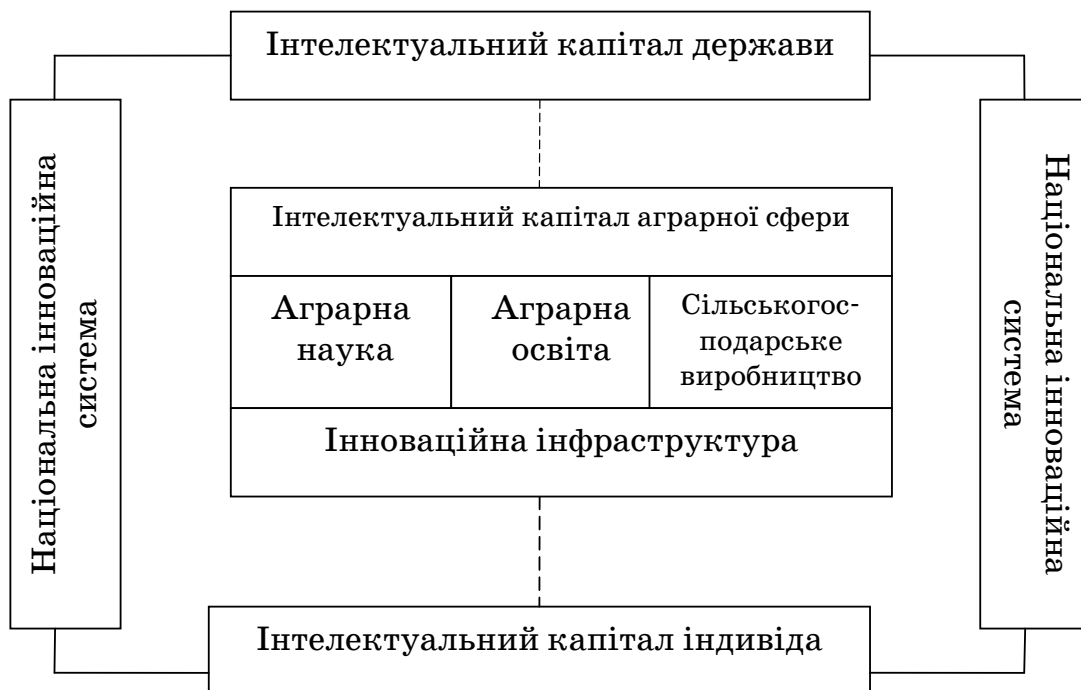 Інтелектуальний капітал держави
Національна інноваційна
система
Інтелектуальний капітал аграрної сфери
Аграрна
наука
Аграрна
освіта
Сільськогос-
подарське
виробництво
Інноваційна інфраструктура
Національна інноваційна
система
Інтелектуальний капітал індивіда